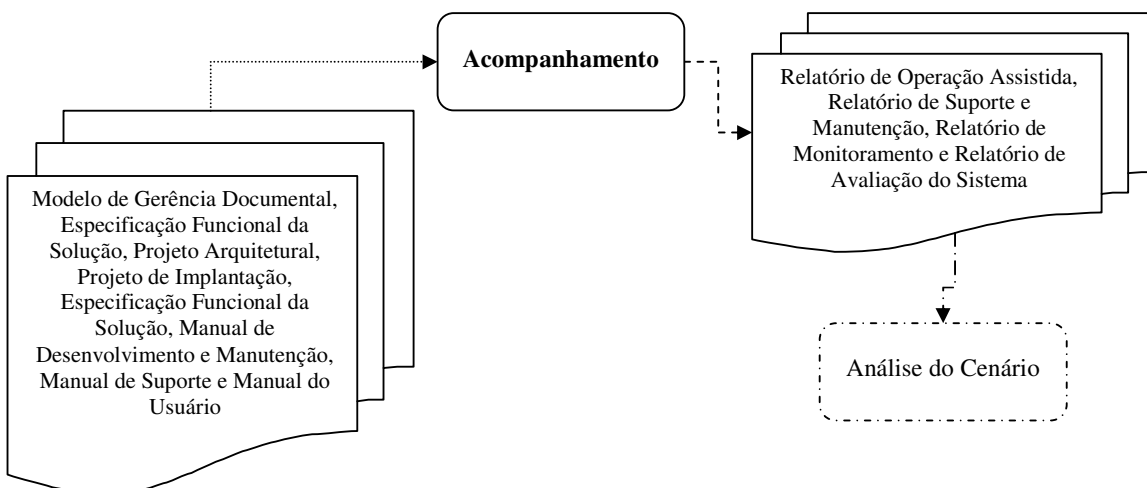 Acompanhamento
Relatório de Operação Assistida,
Relatório de Suporte e
Manutenção, Relatório de
Monitoramento e Relatório de
Avaliação do Sistema
Modelo de Gerência Documental,
Especificação Funcional da
Solução, Projeto Arquitetural,
Projeto de Implantação,
Especificação Funcional da
Solução, Manual de
Desenvolvimento e Manutenção,
Manual de Suporte e Manual do
Usuário
Análise do Cenário